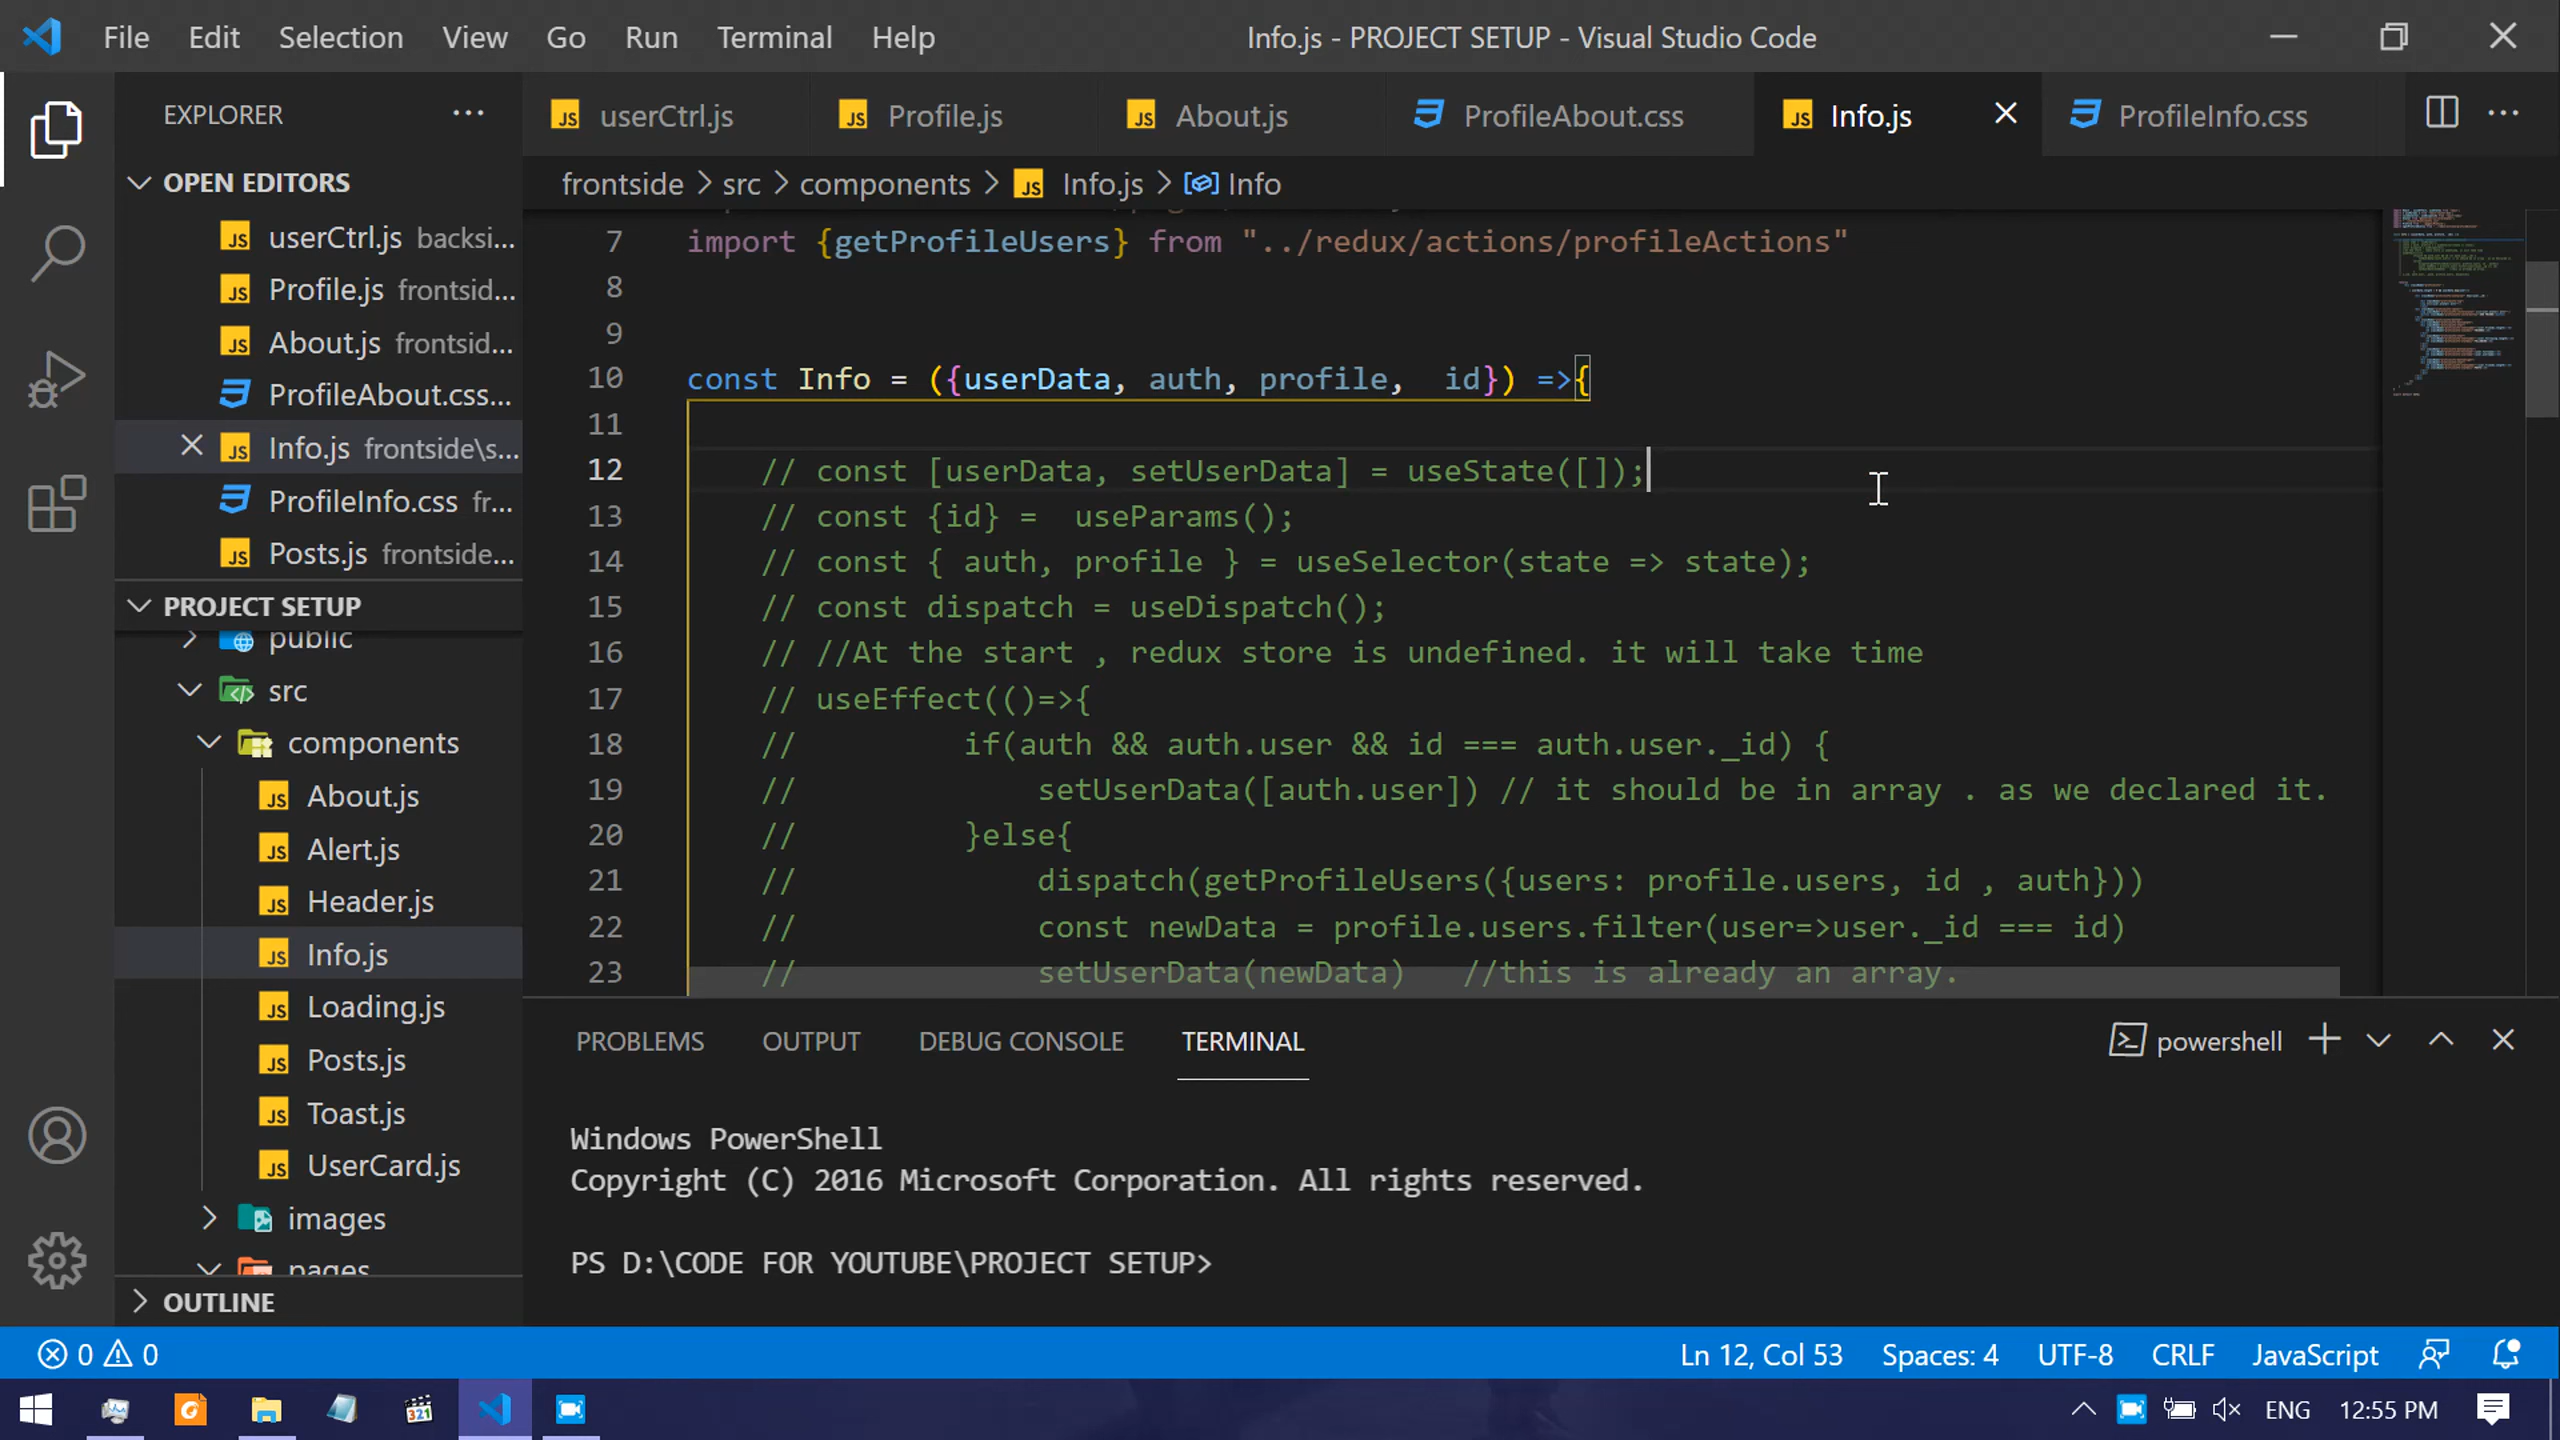 File Edit Selection View Go Run Terminal Help
Info.js - PROJECT SETUP - Visual Studio Code
EXPLORER
userCtrl.js
Profile.js
About.js
ProfileAbout.css
Info.js
ProfileInfo.css
OPEN EDITORS
userCtrl.js backsi...
Profile.js frontsid...
About.js frontsid...
ProfileAbout.css...
Info.js frontside\s...
ProfileInfo.css fr...
Posts.js frontside...
PROJECT SETUP
public
src
components
About.js
Alert.js
Header.js
Info.js
Loading.js
Posts.js
Toast.js
UserCard.js
images
pages
OUTLINE
frontside > src > components > JS Info.js > Info
7 import {getProfileUsers} from "../redux/actions/profileActions"
8
9
10 const Info = ({userData, auth, profile,  id}) =>{
11
12 // const [userData, setUserData] = useState([]);
13 // const {id} =  useParams();
14 // const { auth, profile } = useSelector(state => state);
15 // const dispatch = useDispatch();
16 // //At the start , redux store is undefined. it will take time
17 // useEffect(()=>{
18 //         if(auth && auth.user && id === auth.user._id) {
19 //             setUserData([auth.user]) // it should be in array . as we declared it.
20 //         }else{
21 //             dispatch(getProfileUsers({users: profile.users, id , auth}))
22 //             const newData = profile.users.filter(user=>user._id === id)
23 //             setUserData(newData)   //this is already an array.
PROBLEMS OUTPUT DEBUG CONSOLE TERMINAL
powershell
Windows PowerShell
Copyright (C) 2016 Microsoft Corporation. All rights reserved.
PS D:\CODE FOR YOUTUBE\PROJECT SETUP>
0 0
Ln 12, Col 53 Spaces: 4 UTF-8 CRLF JavaScript
321
ENG 12:55 PM